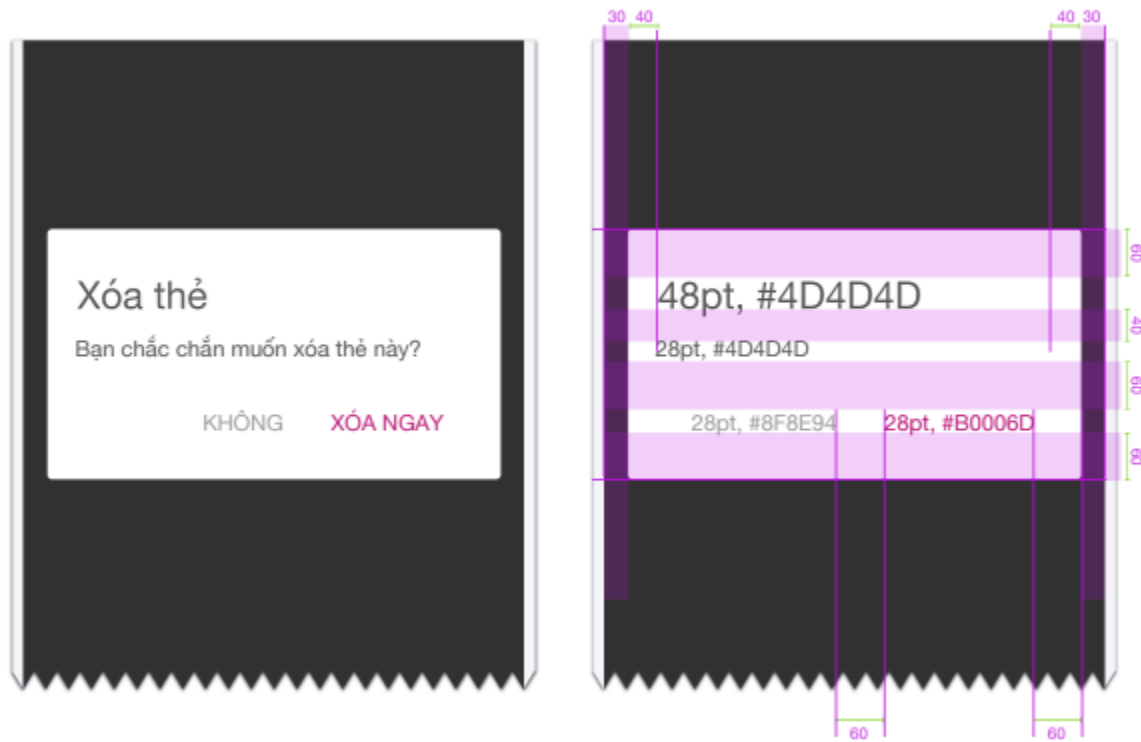 30 40 40 30
Xóa thẻ
Bạn chắc chắn muốn xóa thẻ này?
KHÔNG XÓA NGAY
60
48pt, #4D4D4D
40
28pt, #4D4D4D
60
28pt, #8F8E94 28pt, #B0006D
60
60 60